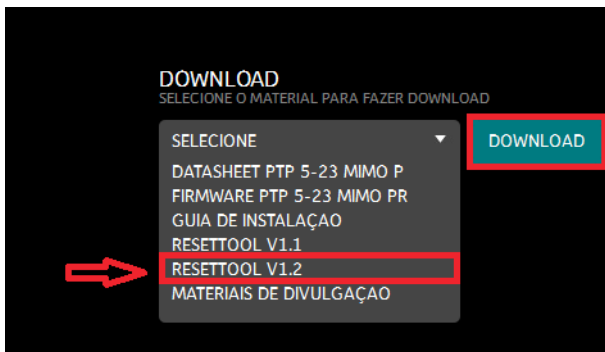 DOWNLOAD
SELECIONE O MATERIAL PARA FAZER DOWNLOAD
SELECIONE
DOWNLOAD
DATASHEET PTP 5-23 MIMO P
FIRMWARE PTP 5-23 MIMO PR
GUIA DE INSTALAÇAO
RESETTOOL V1.1
RESETTOOL V1.2
MATERIAIS DE DIVULGAÇAO